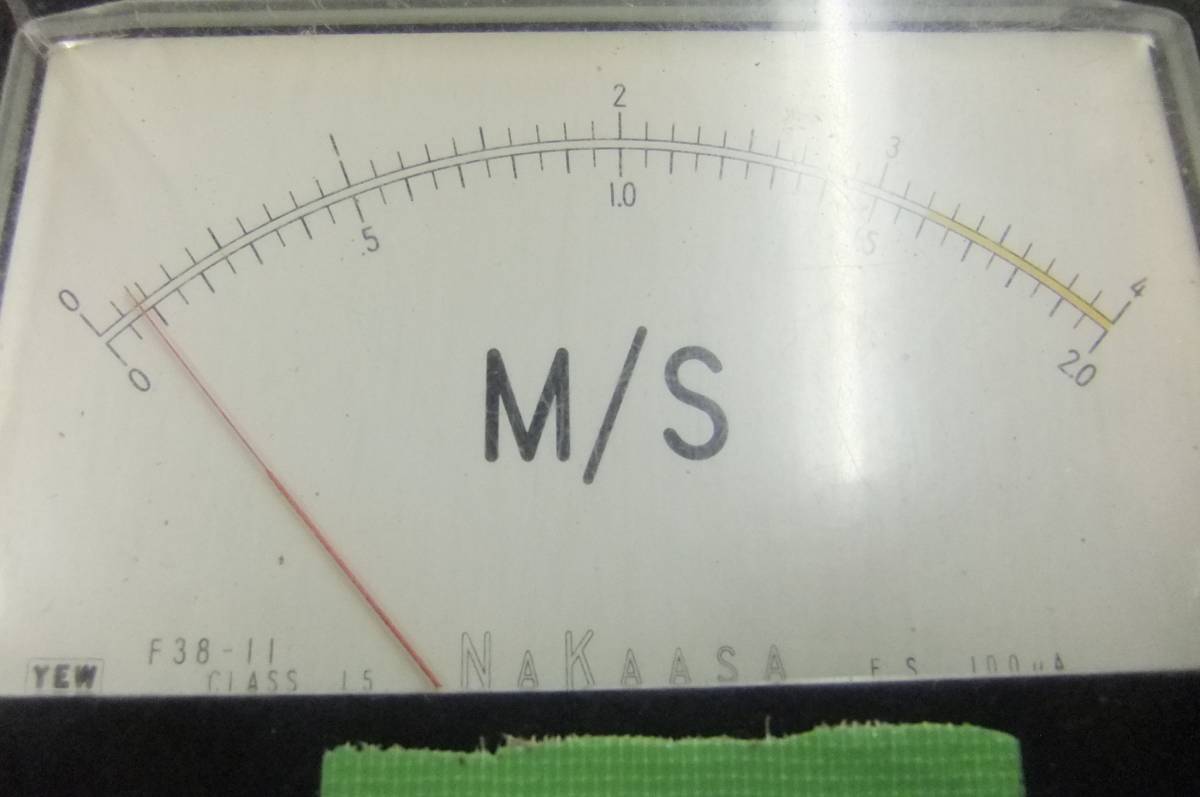 0 1 2 3 4
0 .5 1.0 2.0
M/S
F38-11
YEW CLASS 1.5 NaKAASA F.S. 100μA